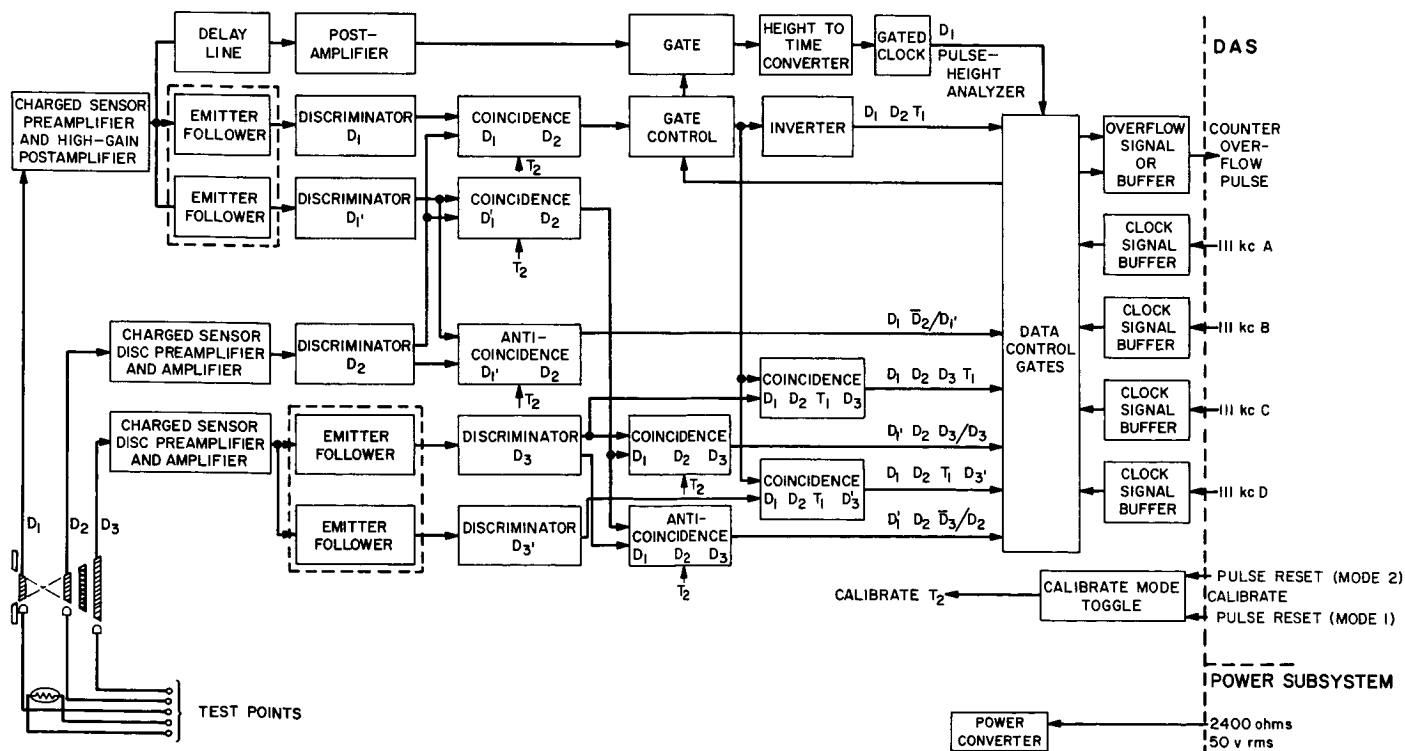 DELAY
LINE
POST-
AMPLIFIER
GATE
HEIGHT TO
TIME
CONVERTER
GATED
CLOCK
D1
PULSE-
HEIGHT
ANALYZER
DAS
CHARGED SENSOR
PREAMPLIFIER
AND HIGH-GAIN
POSTAMPLIFIER
EMITTER
FOLLOWER
DISCRIMINATOR
D1
COINCIDENCE
D1 D2
T2
GATE
CONTROL
INVERTER
D1 D2 T1
OVERFLOW
SIGNAL
OR
BUFFER
COUNTER
OVER-
FLOW
PULSE
EMITTER
FOLLOWER
DISCRIMINATOR
D1'
COINCIDENCE
D1' D2
T2
CLOCK
SIGNAL
BUFFER
111 kc A
CHARGED SENSOR
DISC PREAMPLIFIER
AND AMPLIFIER
DISCRIMINATOR
D2
ANTI-
COINCIDENCE
D1' D2
T2
D1 D̅2/D1'
DATA
CONTROL
GATES
CLOCK
SIGNAL
BUFFER
111 kc B
COINCIDENCE
D1 D2 T1 D3
D1 D2 D3 T1
CLOCK
SIGNAL
BUFFER
111 kc C
CHARGED SENSOR
DISC PREAMPLIFIER
AND AMPLIFIER
EMITTER
FOLLOWER
DISCRIMINATOR
D3
COINCIDENCE
D1 D2 D3
T2
D1' D2 D3/D3
COINCIDENCE
D1 D2 T1 D3'
D1 D2 T1 D3'
CLOCK
SIGNAL
BUFFER
111 kc D
EMITTER
FOLLOWER
DISCRIMINATOR
D3'
ANTI-
COINCIDENCE
D1 D2 D3
T2
D1' D2 D̅3/D2
D1 D2 D3
CALIBRATE T2
CALIBRATE MODE
TOGGLE
PULSE RESET (MODE 2)
CALIBRATE
PULSE RESET (MODE 1)
TEST POINTS
POWER SUBSYSTEM
POWER
CONVERTER
2400 ohms
50 v rms